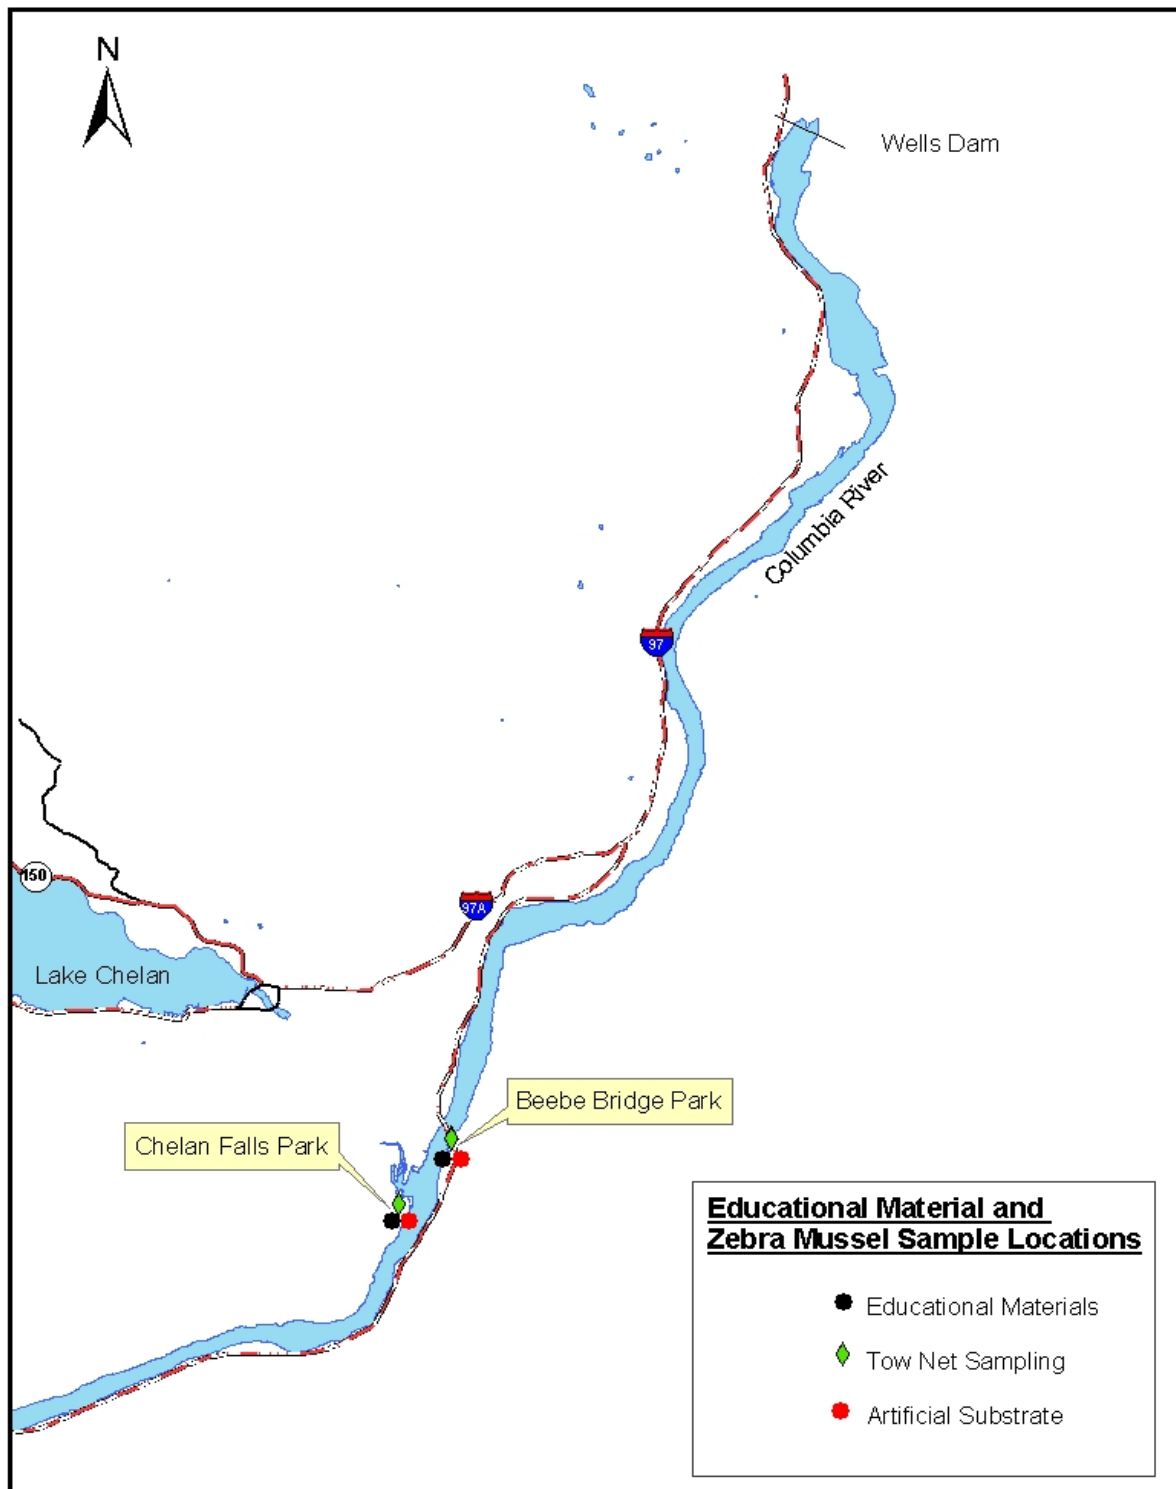 N
Wells Dam
Columbia River
97
150
97A
Lake Chelan
Beebe Bridge Park
Chelan Falls Park
Educational Material and
Zebra Mussel Sample Locations
Educational Materials
Tow Net Sampling
Artificial Substrate